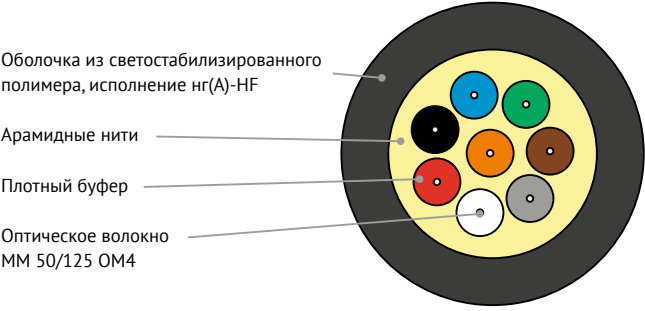 Оболочка из светостабилизированного
полимера, исполнение нг(А)-HF
Арамидные нити
Плотный буфер
Оптическое волокно
ММ 50/125 ОМ4